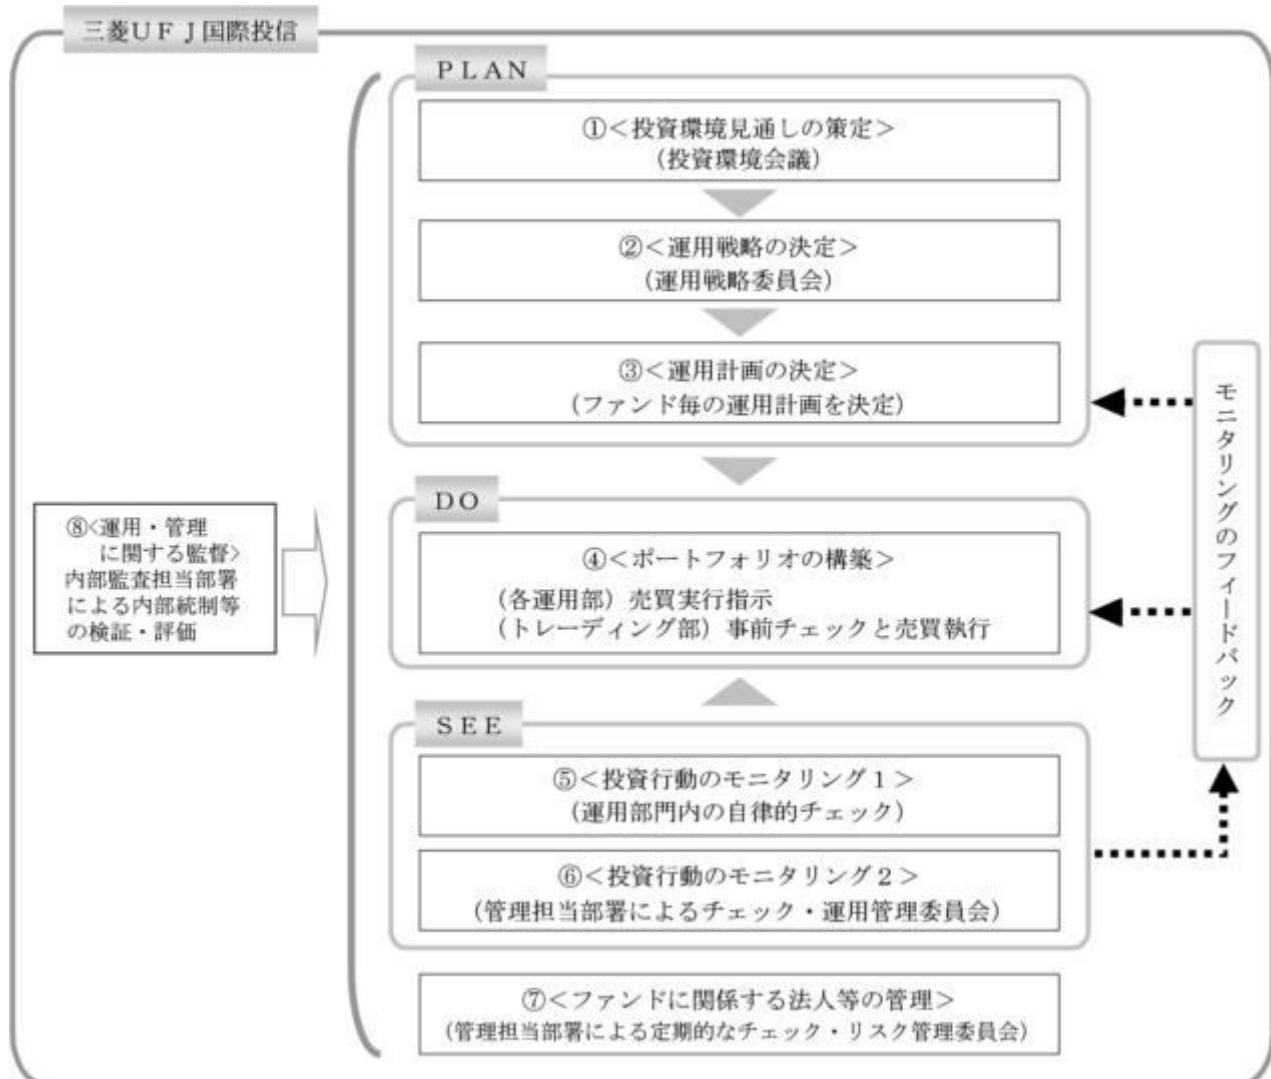 三菱UFJ国際投信
PLAN
①<投資環境見通しの策定>
(投資環境会議)
②<運用戦略の決定>
(運用戦略委員会)
③<運用計画の決定>
(ファンド毎の運用計画を決定)
DO
④<ポートフォリオの構築>
(各運用部)売買実行指示
(トレーディング部)事前チェックと売買執行
SEE
⑤<投資行動のモニタリング1>
(運用部門内の自律的チェック)
⑥<投資行動のモニタリング2>
(管理担当部署によるチェック・運用管理委員会)
⑦<ファンドに関係する法人等の管理>
(管理担当部署による定期的なチェック・リスク管理委員会)
⑧<運用・管理
に関する監督>
内部監査担当部署
による内部統制等
の検証・評価
モニタリングのフィードバック